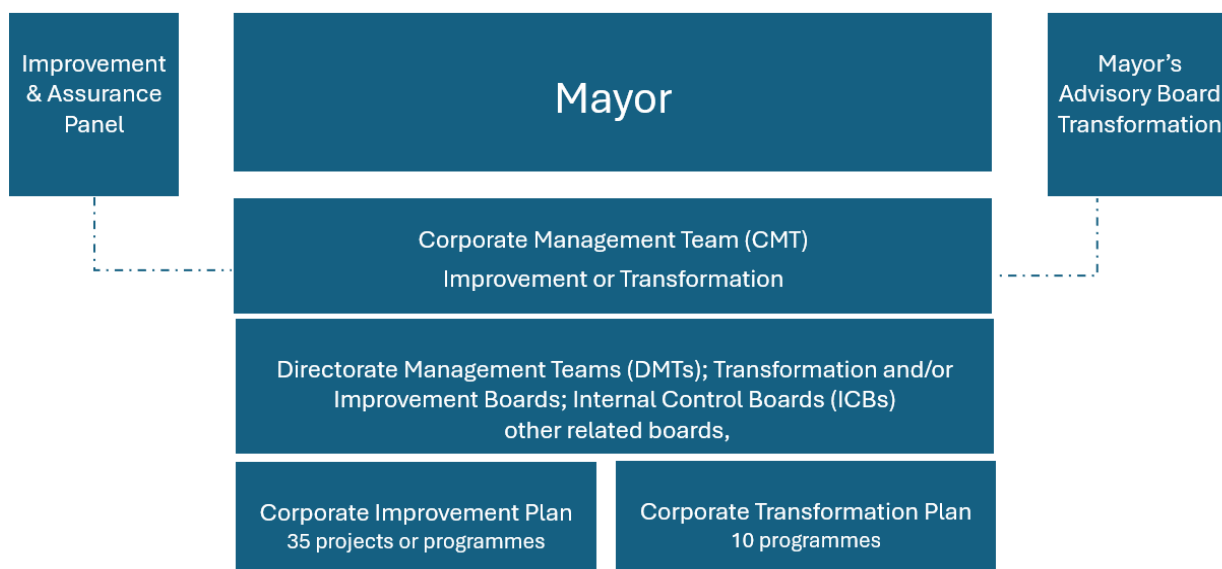 Improvement
& Assurance
Panel
Mayor
Mayor's
Advisory Board
Transformation
Corporate Management Team (CMT)
Improvement or Transformation
Directorate Management Teams (DMTs); Transformation and/or
Improvement Boards; Internal Control Boards (ICBs)
other related boards,
Corporate Improvement Plan
35 projects or programmes
Corporate Transformation Plan
10 programmes